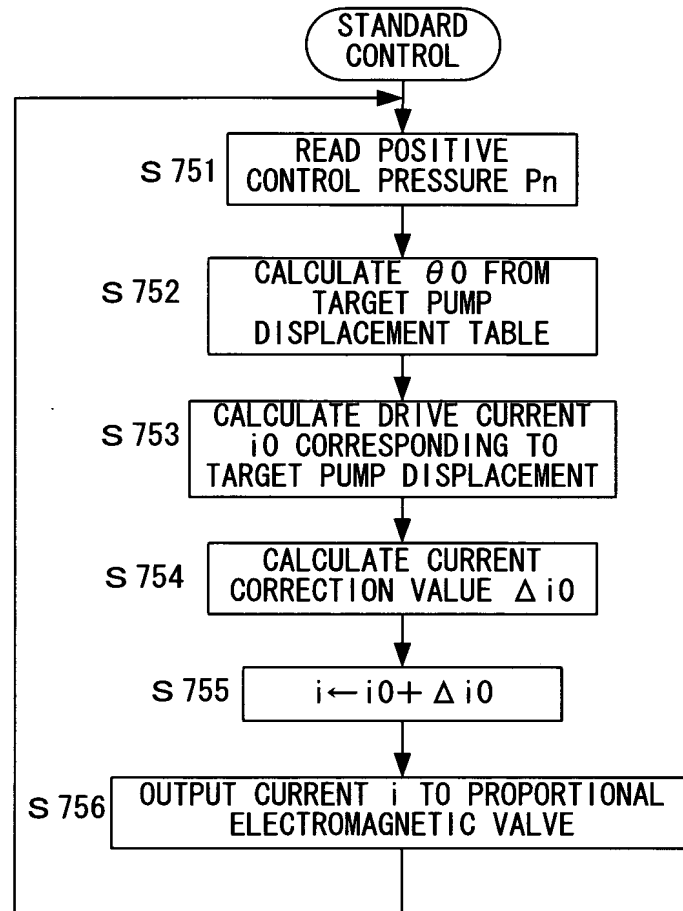 STANDARD
CONTROL
S 751
READ POSITIVE
CONTROL PRESSURE Pn
S 752
CALCULATE θ0 FROM
TARGET PUMP
DISPLACEMENT TABLE
S 753
CALCULATE DRIVE CURRENT
i0 CORRESPONDING TO
TARGET PUMP DISPLACEMENT
S 754
CALCULATE CURRENT
CORRECTION VALUE Δi0
S 755
i←i0+Δi0
S 756
OUTPUT CURRENT i TO PROPORTIONAL
ELECTROMAGNETIC VALVE